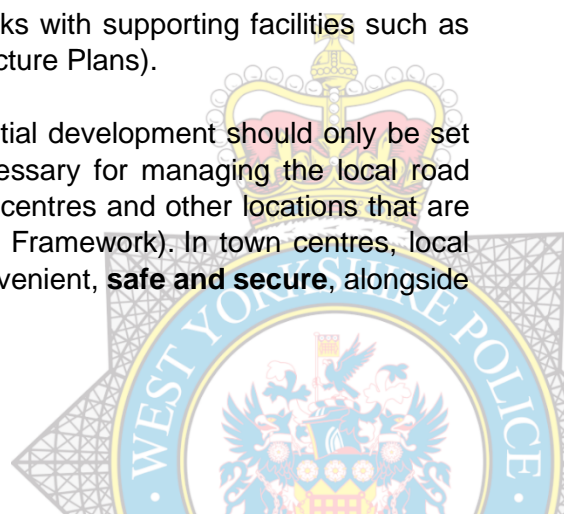 ks with supporting facilities such as
cture Plans).
tial development should only be set
essary for managing the local road
centres and other locations that are
Framework). In town centres, local
venient, safe and secure, alongside
WEST YORKSHIRE POLICE